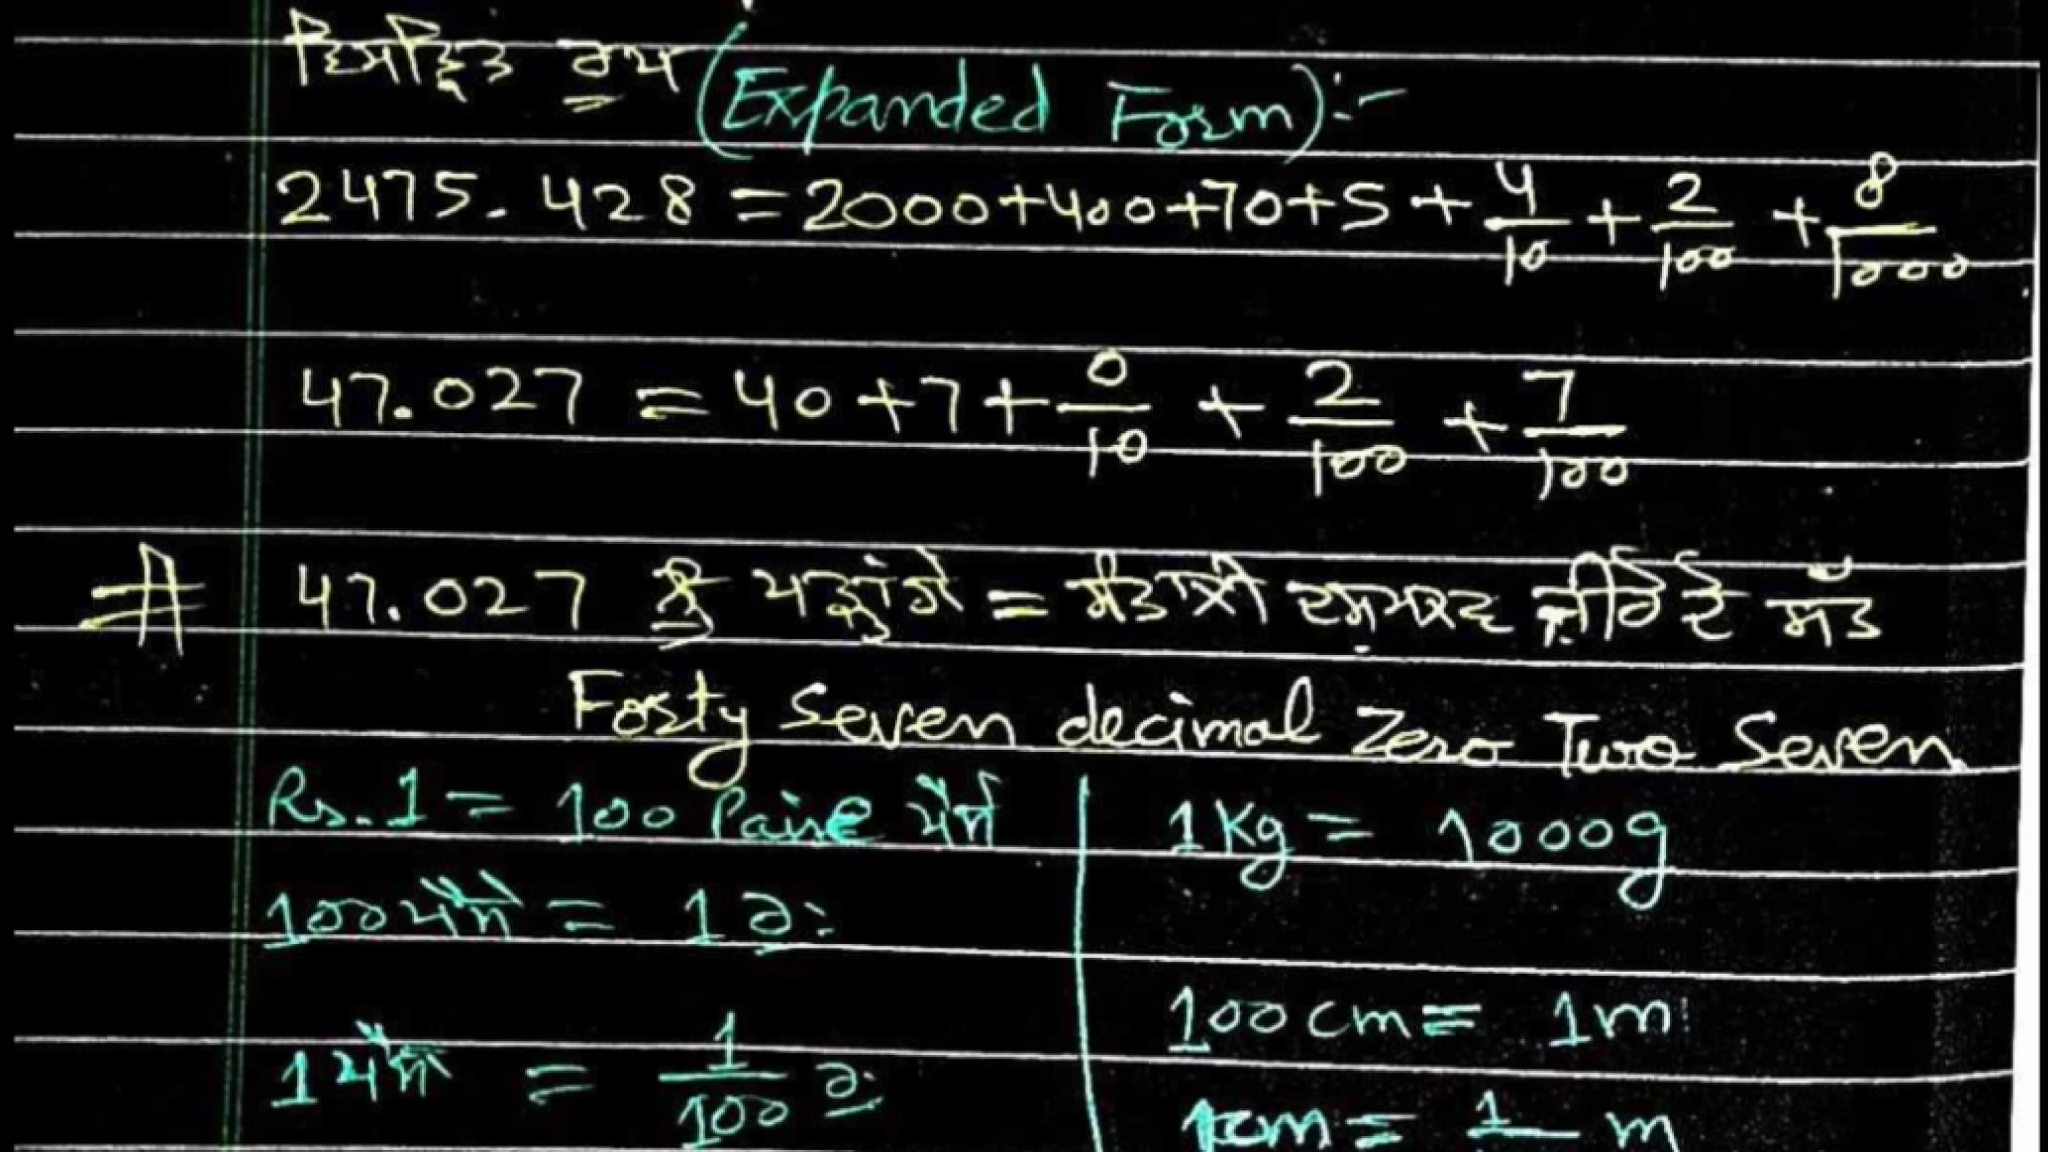 ਵਿਸਥਿਤ ਰੂਪ (Expanded Form):-
2475.428 = 2000+400+70+5 + 4/10 + 2/100 + 8/1000
47.027 = 40+7+ 0/10 + 2/100 + 7/100
# 47.027 ਨੂੰ ਪੜ੍ਹਾਂਗੇ = ਸੰਤਾਲੀ ਦਸ਼ਮਲਵ ਜ਼ੀਰੋ ਦੋ ਸੱਤ
Forty Seven decimal Zero Two Seven
Rs. 1 = 100 Paise ਪੈਸੇ
100 ਪੈਸੇ = 1 ਰੁ:
1 ਪੈਸਾ = 1/100 ਰੁ:
1Kg = 1000g
100 cm = 1m
1cm = 1 m